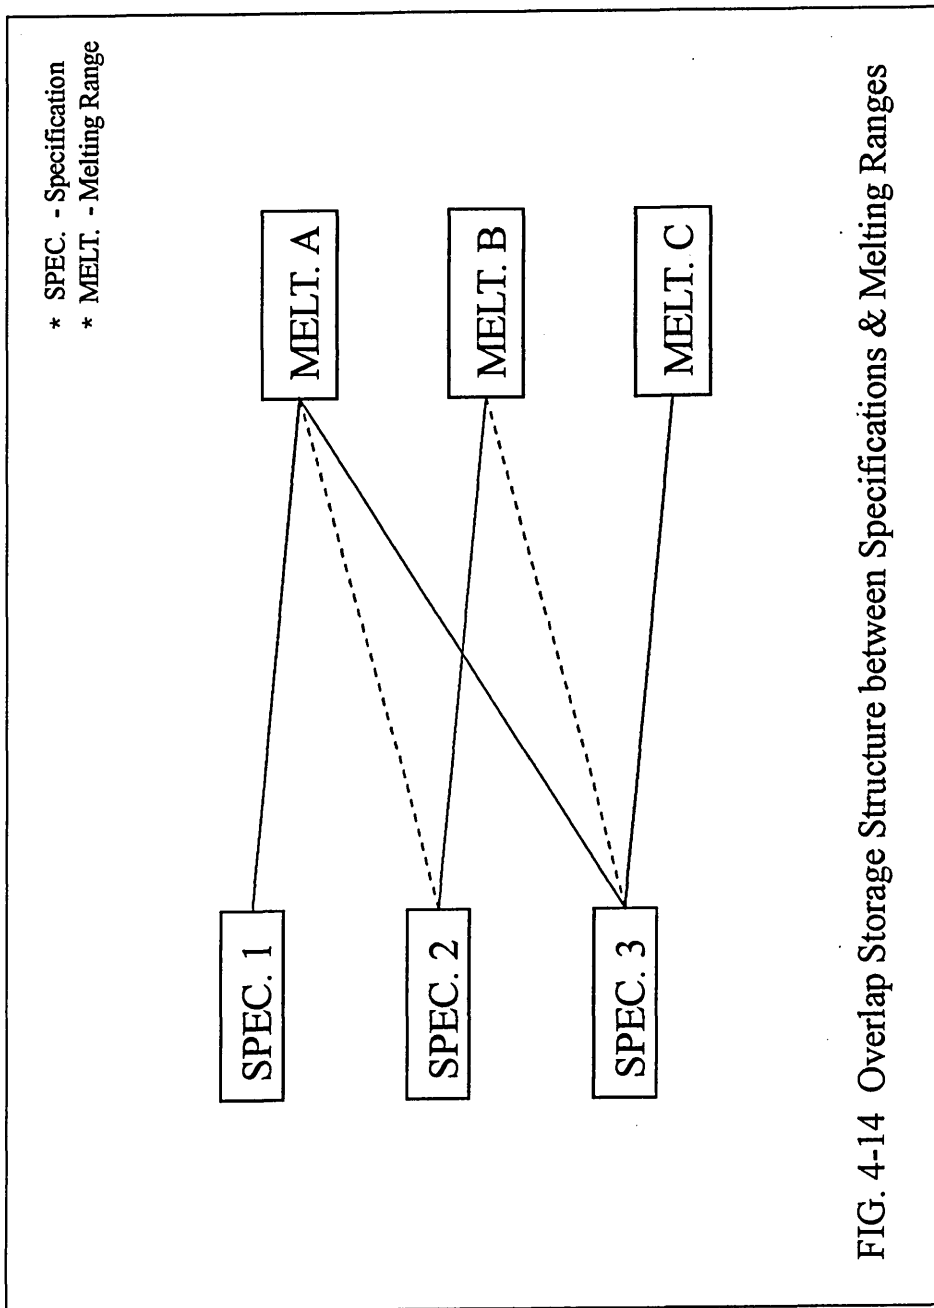 * SPEC. - Specification
* MELT. - Melting Range
SPEC. 1
MELT. A
SPEC. 2
MELT. B
SPEC. 3
MELT. C
FIG. 4-14 Overlap Storage Structure between Specifications & Melting Ranges